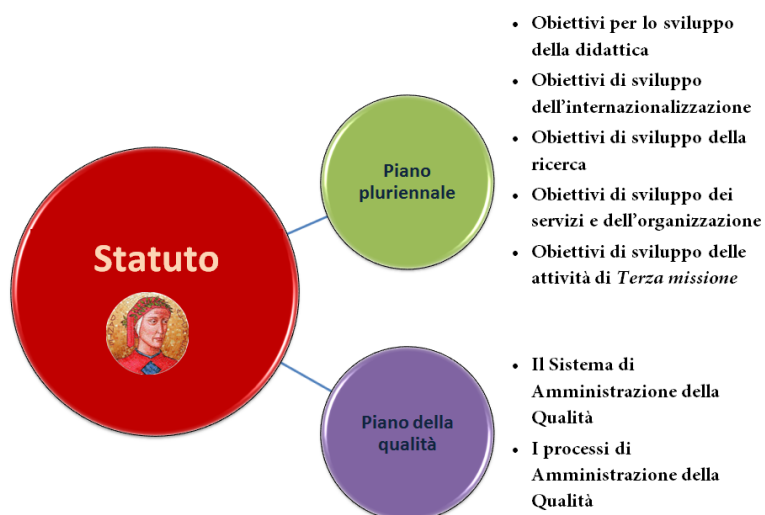 Statuto
Piano
pluriennale
• Obiettivi per lo sviluppo
della didattica
• Obiettivi di sviluppo
dell'internazionalizzazione
• Obiettivi di sviluppo della
ricerca
• Obiettivi di sviluppo dei
servizi e dell'organizzazione
• Obiettivi di sviluppo delle
attività di Terza missione
Piano della
qualità
• Il Sistema di
Amministrazione della
Qualità
• I processi di
Amministrazione della
Qualità